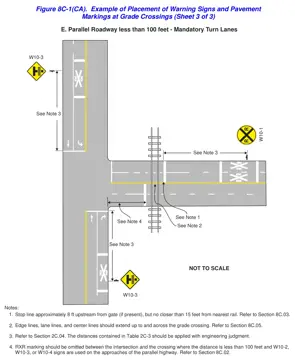 Figure 8C-1(CA). Example of Placement of Warning Signs and Pavement
Markings at Grade Crossings (Sheet 3 of 3)
E. Parallel Roadway less than 100 feet - Mandatory Turn Lanes
W10-3
See Note 3
W10-1
See Note 3
See Note 1
See Note 4
See Note 2
See Note 3
NOT TO SCALE
W10-3
Notes:
1. Stop line approximately 8 ft upstream from gate (if present), but no closer than 15 feet from nearest rail. Refer to Section 8C.03.
2. Edge lines, lane lines, and center lines should extend up to and across the grade crossing. Refer to Section 8C.05.
3. Refer to Section 2C.04. The distances contained in Table 2C-3 should be applied with engineering judgment.
4. RXR marking should be omitted between the intersection and the crossing where the distance is less than 100 feet and W10-2,
W10-3, or W10-4 signs are used on the approaches of the parallel highway. Refer to Section 8C.02.